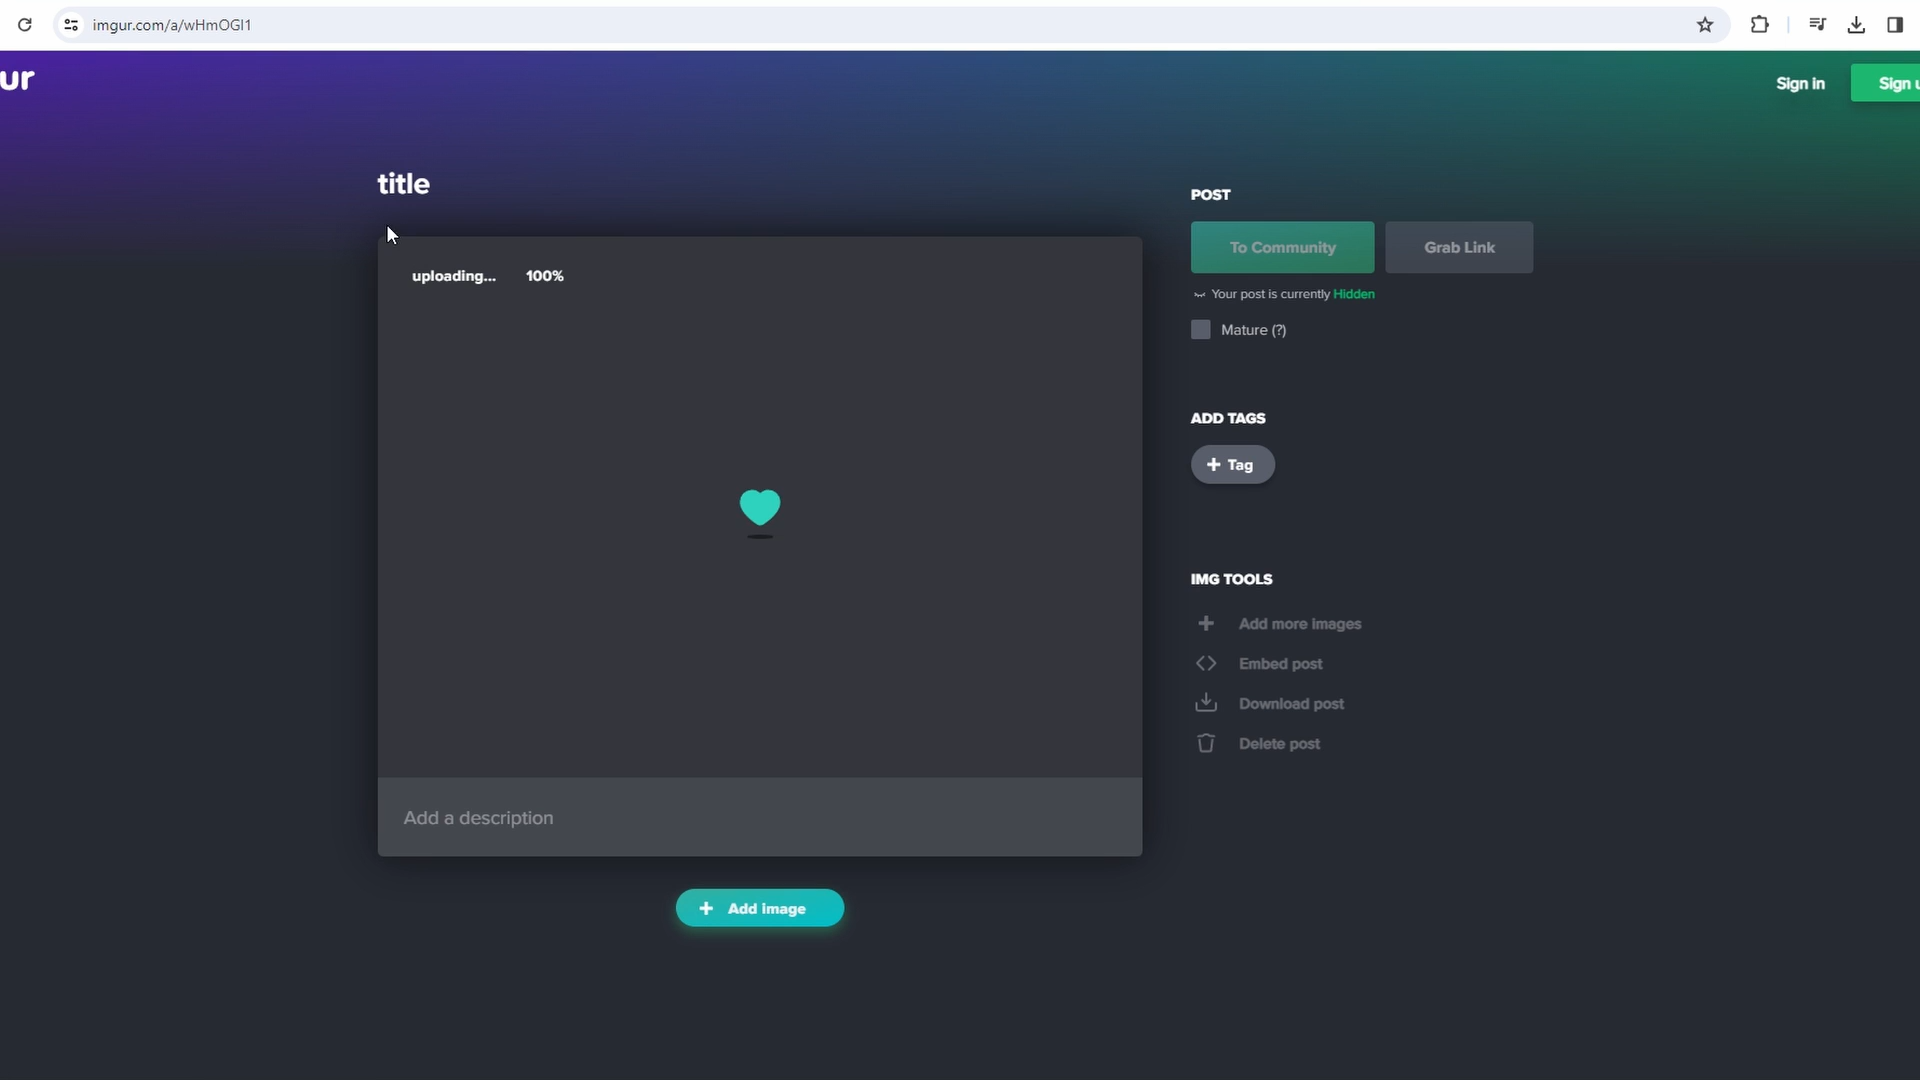 imgur.com/a/wHmOGI1
ur
Sign in
Sign u
title
uploading... 100%
Add a description
+ Add image
POST
To Community
Grab Link
Your post is currently Hidden
Mature (?)
ADD TAGS
+ Tag
IMG TOOLS
+ Add more images
<> Embed post
Download post
Delete post